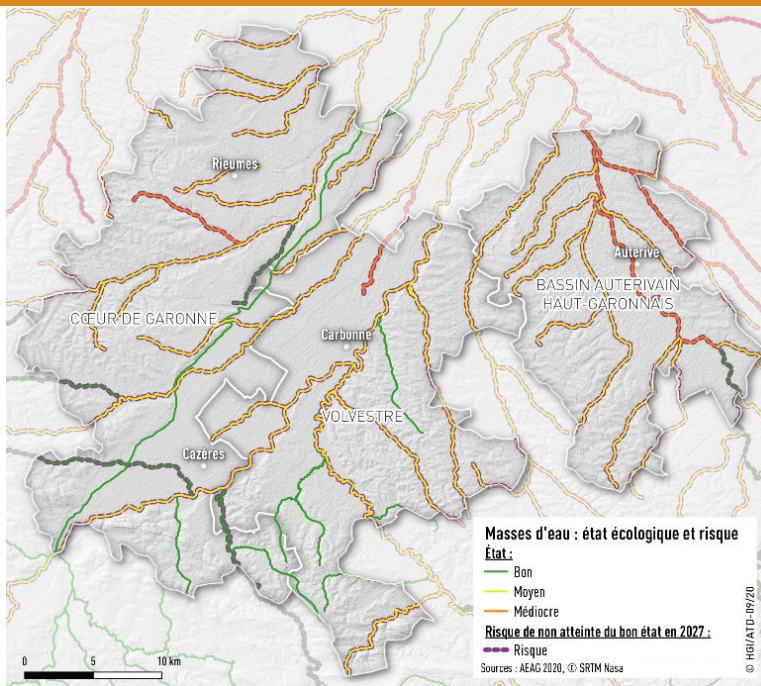 Rieumes
Auterive
BASSIN AUTERIVAIN
HAUT-GARONNAIS
CŒUR DE GARONNE
Carbonne
VOLVESTRE
Cazères
Masses d'eau : état écologique et risque
État :
Bon
Moyen
Médiocre
Risque de non atteinte du bon état en 2027 :
Risque
Sources : AEAG 2020, © SRTM Nasa
© HGI/ATD-09/20
0 5 10 km